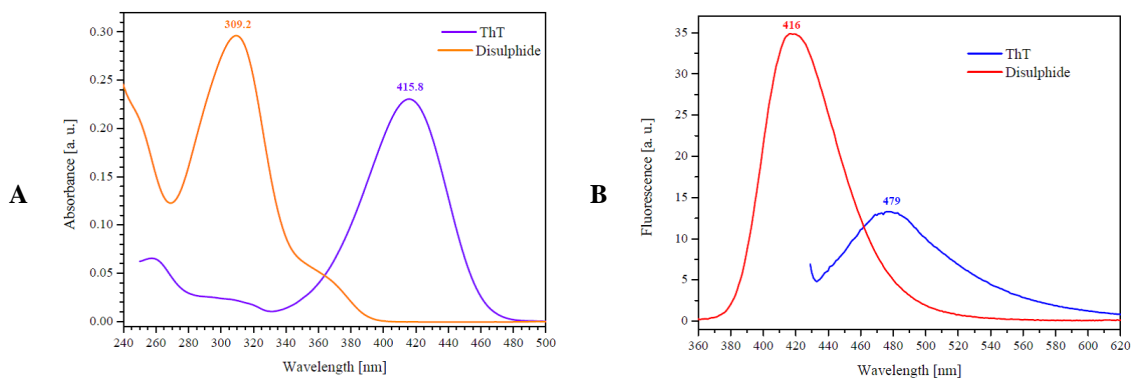 A
309.2
415.8
ThT
Disulphide
Absorbance [a. u.]
0.30
0.25
0.20
0.15
0.10
0.05
0.00
240 260 280 300 320 340 360 380 400 420 440 460 480 500
Wavelength [nm]
B
416
479
ThT
Disulphide
Fluorescence [a. u.]
35
30
25
20
15
10
5
0
360 380 400 420 440 460 480 500 520 540 560 580 600 620
Wavelength [nm]